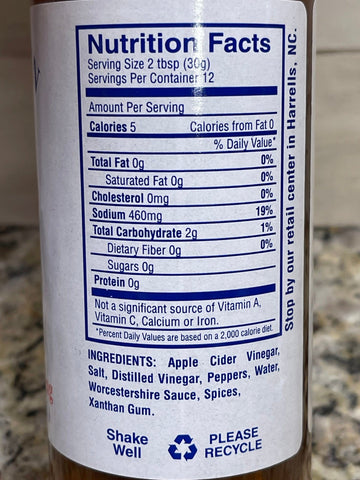 Nutrition Facts
Serving Size 2 tbsp (30g)
Servings Per Container 12
Amount Per Serving
Calories 5 Calories from Fat 0
% Daily Value*
Total Fat 0g 0%
Saturated Fat 0g 0%
Cholesterol 0mg 0%
Sodium 460mg 19%
Total Carbohydrate 2g 1%
Dietary Fiber 0g 0%
Sugars 0g
Protein 0g
Not a significant source of Vitamin A,
Vitamin C, Calcium or Iron.
*Percent Daily Values are based on a 2,000 calorie diet.
INGREDIENTS: Apple Cider Vinegar,
Salt, Distilled Vinegar, Peppers, Water,
Worcestershire Sauce, Spices,
Xanthan Gum.
Shake
Well
PLEASE
RECYCLE
Stop by our retail center in Harrells, NC.